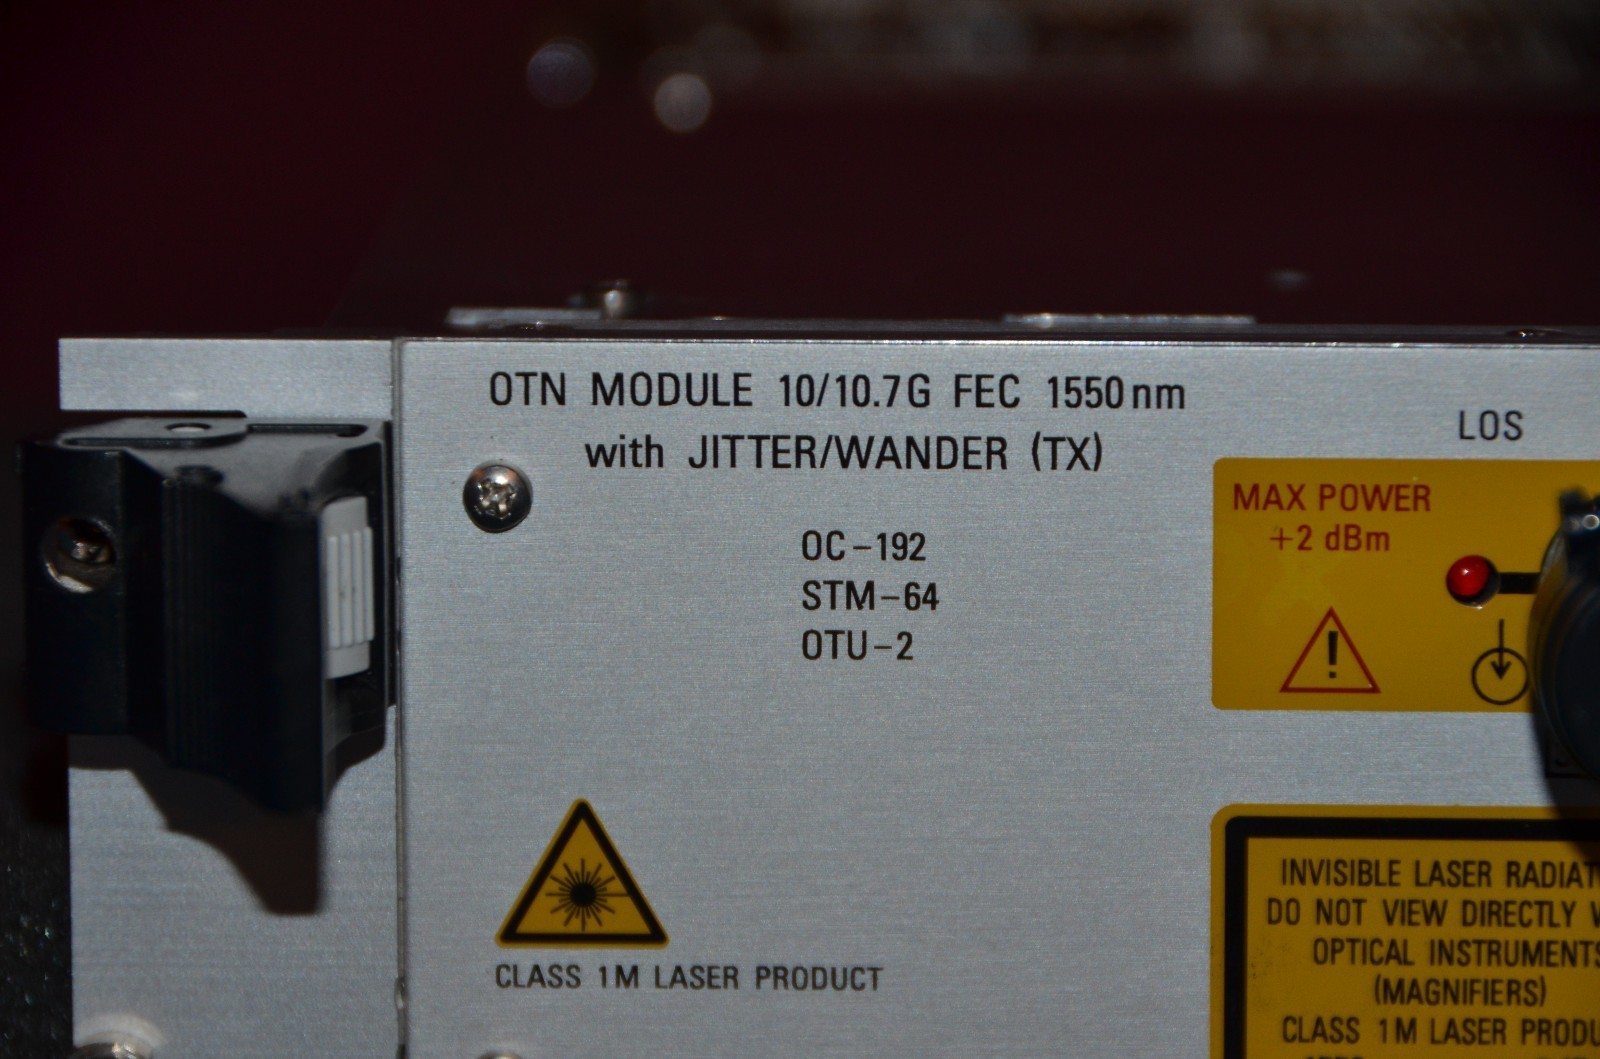 OTN MODULE 10/10.7G FEC 1550nm
with JITTER/WANDER (TX)
OC-192
STM-64
OTU-2
LOS
MAX POWER
+2 dBm
!
CLASS 1M LASER PRODUCT
INVISIBLE LASER
DO NOT VIEW DIRECTLY
OPTICAL INSTRUMENTS
(MAGNIFIERS)
CLASS 1M LASER